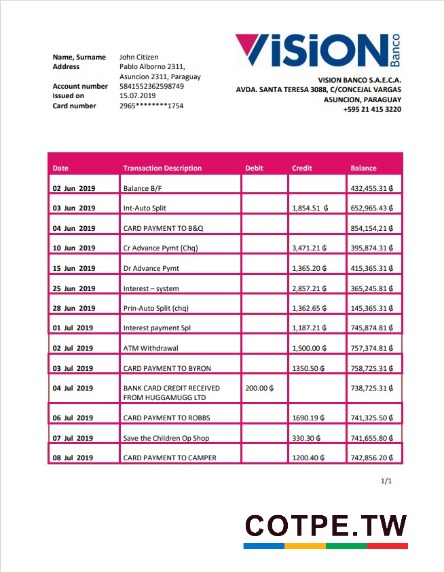 VISION
Banco
Name, Surname John Citizen
Address Pablo Alborno 2311,
Asuncion 2311, Paraguay
Account number 5841552362598749
Issued on 15.07.2019
Card number 2965********1754
VISION BANCO S.A.E.C.A.
AVDA. SANTA TERESA 3088, C/CONCEJAL VARGAS
ASUNCION, PARAGUAY
+595 21 415 3220
Date Transaction Description Debit Credit Balance
02 Jun 2019 Balance B/F 432,455.31 ₲
03 Jun 2019 Int-Auto Split 1,854.51 ₲ 652,965.43 ₲
04 Jun 2019 CARD PAYMENT TO B&Q 854,154.21 ₲
10 Jun 2019 Cr Advance Pymt (Chq) 3,471.21 ₲ 395,874.31 ₲
15 Jun 2019 Dr Advance Pymt 1,365.20 ₲ 415,365.31 ₲
25 Jun 2019 Interest – system 2,857.21 ₲ 365,245.81 ₲
28 Jun 2019 Prin-Auto Split (chq) 1,362.65 ₲ 145,365.31 ₲
01 Jul 2019 Interest payment Spl 1,187.21 ₲ 745,874.81 ₲
02 Jul 2019 ATM Withdrawal 1,500.00 ₲ 757,374.81 ₲
03 Jul 2019 CARD PAYMENT TO BYRON 1350.50 ₲ 758,725.31 ₲
04 Jul 2019 BANK CARD CREDIT RECEIVED 200.00 ₲ 738,725.31 ₲
FROM HUGGAMUGG LTD
06 Jul 2019 CARD PAYMENT TO ROBBS 1690.19 ₲ 741,325.50 ₲
07 Jul 2019 Save the Children Op Shop 330.30 ₲ 741,655.80 ₲
08 Jul 2019 CARD PAYMENT TO CAMPER 1200.40 ₲ 742,856.20 ₲
1/1
COTPE.TW